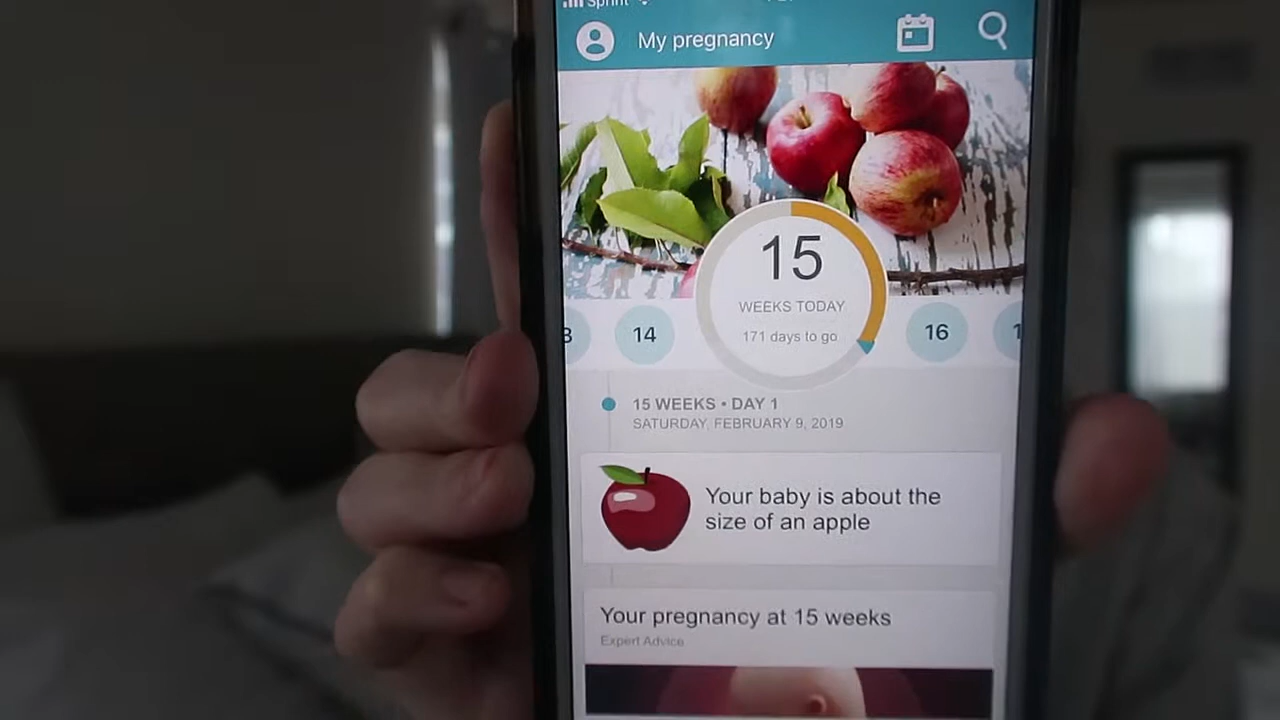 Sprint
My pregnancy
15
WEEKS TODAY
171 days to go
14
16
15 WEEKS • DAY 1
SATURDAY, FEBRUARY 9, 2019
Your baby is about the
size of an apple
Your pregnancy at 15 weeks
Expert Advice